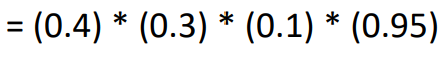 = (0.4) * (0.3) * (0.1) * (0.95)